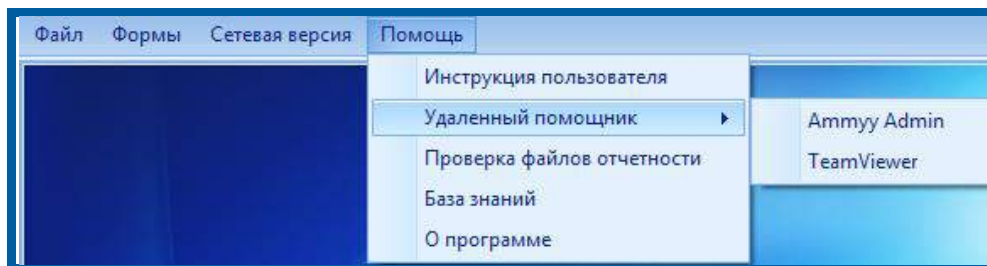 Файл Формы Сетевая версия Помощь
Инструкция пользователя
Удаленный помощник
Ammyy Admin
Проверка файлов отчетности
TeamViewer
База знаний
О программе